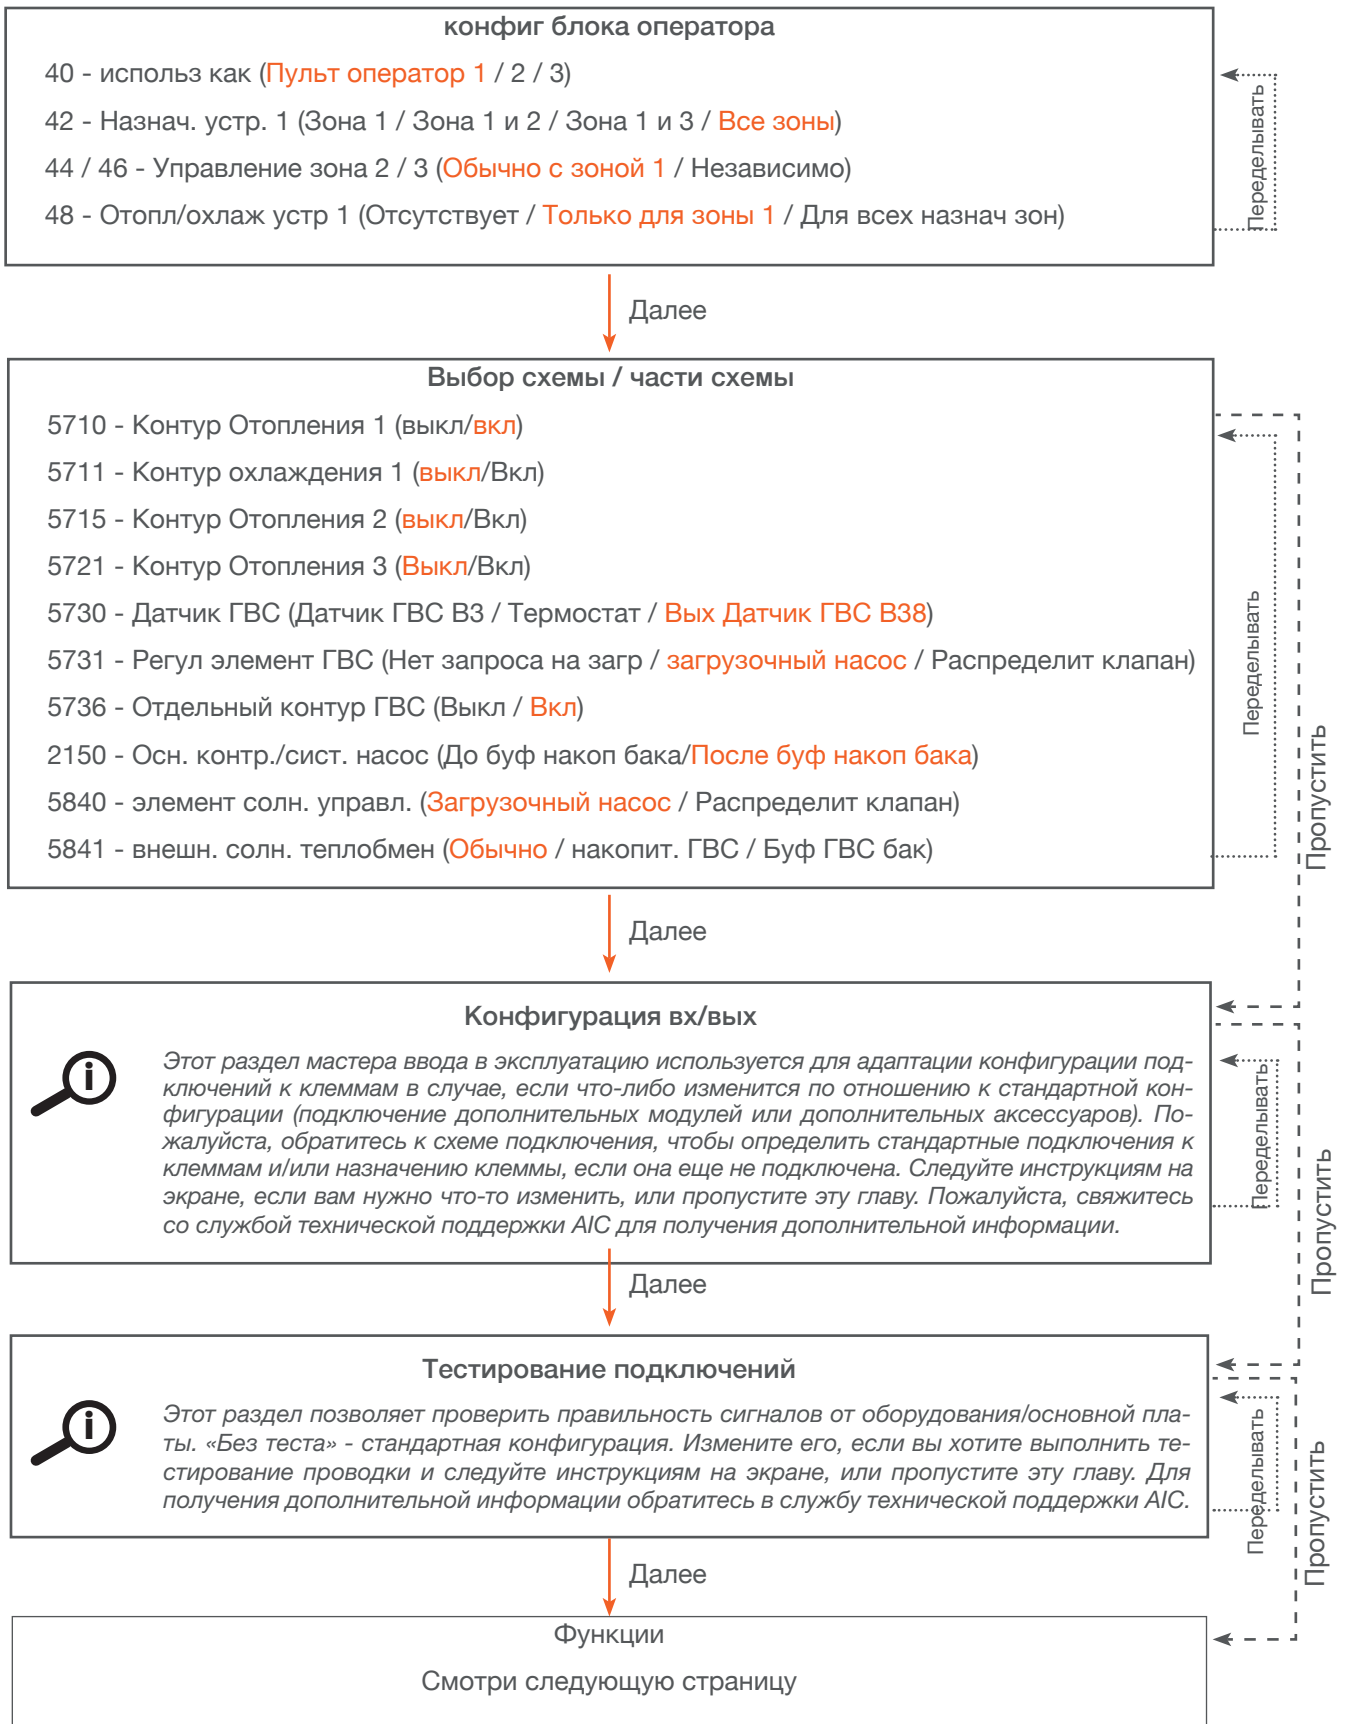 конфиг блока оператора
40 - использ как (Пульт оператор 1 / 2 / 3)
42 - Назнач. устр. 1 (Зона 1 / Зона 1 и 2 / Зона 1 и 3 / Все зоны)
44 / 46 - Управление зона 2 / 3 (Обычно с зоной 1 / Независимо)
48 - Отопл/охлаж устр 1 (Отсутствует / Только для зоны 1 / Для всех назнач зон)
Переделывать
Далее
Выбор схемы / части схемы
5710 - Контур Отопления 1 (выкл/вкл)
5711 - Контур охлаждения 1 (выкл/Вкл)
5715 - Контур Отопления 2 (выкл/Вкл)
5721 - Контур Отопления 3 (Выкл/Вкл)
5730 - Датчик ГВС (Датчик ГВС B3 / Термостат / Вых Датчик ГВС B38)
5731 - Регул элемент ГВС (Нет запроса на загр / загрузочный насос / Распределит клапан)
5736 - Отдельный контур ГВС (Выкл / Вкл)
2150 - Осн. контр./сист. насос (До буф накоп бака/После буф накоп бака)
5840 - элемент солн. управл. (Загрузочный насос / Распределит клапан)
5841 - внешн. солн. теплобмен (Обычно / накопит. ГВС / Буф ГВС бак)
Переделывать
Пропустить
Далее
Конфигурация вх/вых
Этот раздел мастера ввода в эксплуатацию используется для адаптации конфигурации под-
ключений к клеммам в случае, если что-либо изменится по отношению к стандартной кон-
фигурации (подключение дополнительных модулей или дополнительных аксессуаров). По-
жалуйста, обратитесь к схеме подключения, чтобы определить стандартные подключения к
клеммам и/или назначению клеммы, если она еще не подключена. Следуйте инструкциям на
экране, если вам нужно что-то изменить, или пропустите эту главу. Пожалуйста, свяжитесь
со службой технической поддержки AIC для получения дополнительной информации.
Переделывать
Пропустить
Далее
Тестирование подключений
Этот раздел позволяет проверить правильность сигналов от оборудования/основной пла-
ты. «Без теста» - стандартная конфигурация. Измените его, если вы хотите выполнить те-
стирование проводки и следуйте инструкциям на экране, или пропустите эту главу. Для
получения дополнительной информации обратитесь в службу технической поддержки AIC.
Переделывать
Пропустить
Далее
Функции
Смотри следующую страницу